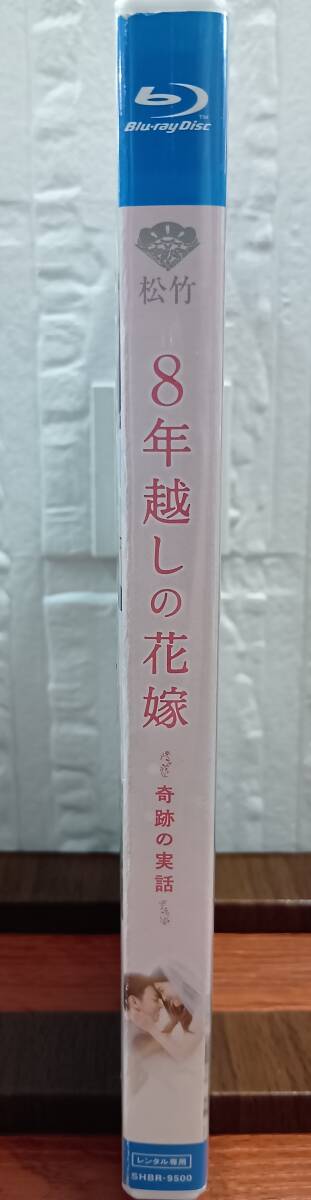 Blu-ray Disc
TM
松竹
8年越しの花嫁
奇跡の実話
レンタル専用
SHBR-9500